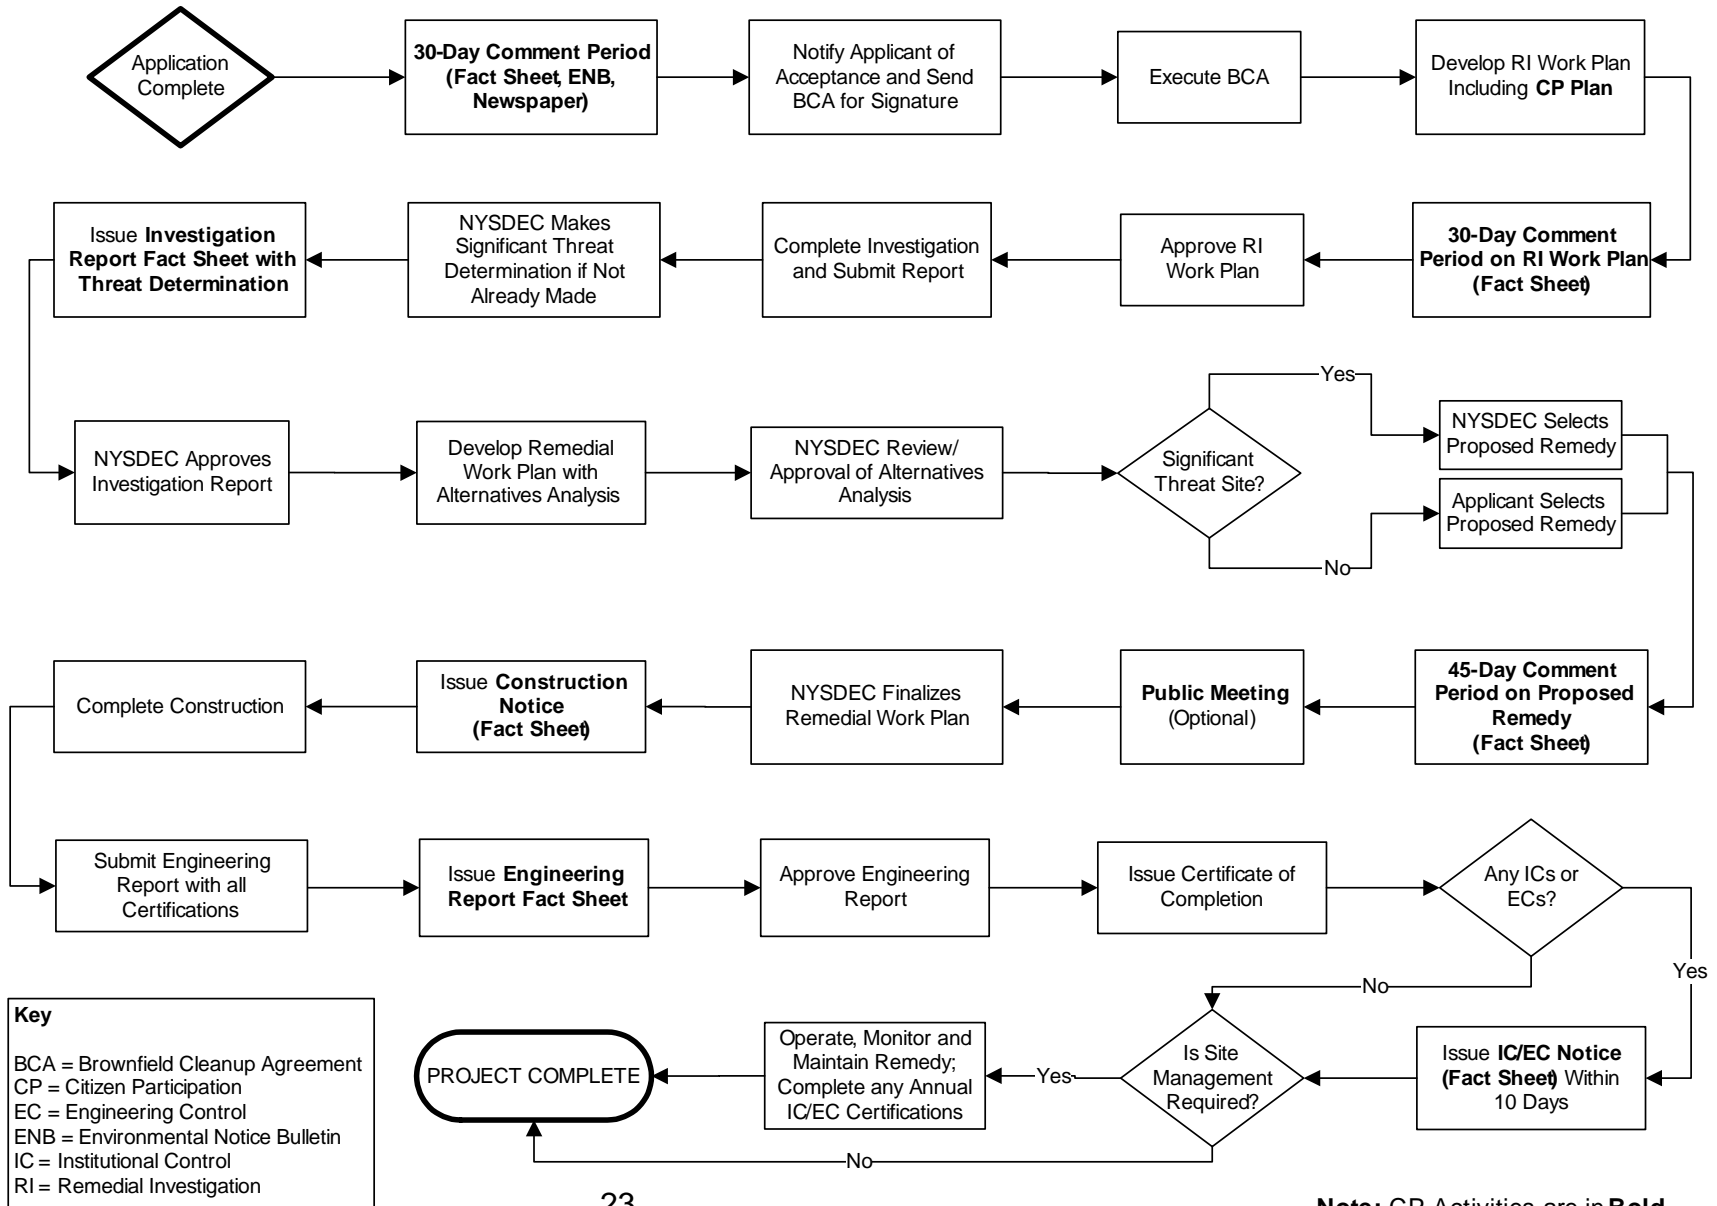 Application
Complete
30-Day Comment Period
(Fact Sheet, ENB,
Newspaper)
Notify Applicant of
Acceptance and Send
BCA for Signature
Execute BCA
Develop RI Work Plan
Including CP Plan
30-Day Comment
Period on RI Work Plan
(Fact Sheet)
Approve RI
Work Plan
Complete Investigation
and Submit Report
NYSDEC Makes
Significant Threat
Determination if Not
Already Made
Issue Investigation
Report Fact Sheet with
Threat Determination
NYSDEC Approves
Investigation Report
Develop Remedial
Work Plan with
Alternatives Analysis
NYSDEC Review/
Approval of Alternatives
Analysis
Significant
Threat Site?
Yes
NYSDEC Selects
Proposed Remedy
No
Applicant Selects
Proposed Remedy
45-Day Comment
Period on Proposed
Remedy
(Fact Sheet)
Public Meeting
(Optional)
NYSDEC Finalizes
Remedial Work Plan
Issue Construction
Notice
(Fact Sheet)
Complete Construction
Submit Engineering
Report with all
Certifications
Issue Engineering
Report Fact Sheet
Approve Engineering
Report
Issue Certificate of
Completion
Any ICs or
ECs?
Yes
No
Issue IC/EC Notice
(Fact Sheet) Within
10 Days
Is Site
Management
Required?
Yes
Operate, Monitor and
Maintain Remedy;
Complete any Annual
IC/EC Certifications
No
PROJECT COMPLETE
Key
BCA = Brownfield Cleanup Agreement
CP = Citizen Participation
EC = Engineering Control
ENB = Environmental Notice Bulletin
IC = Institutional Control
RI = Remedial Investigation
23
Note: CP Activities are in Bold